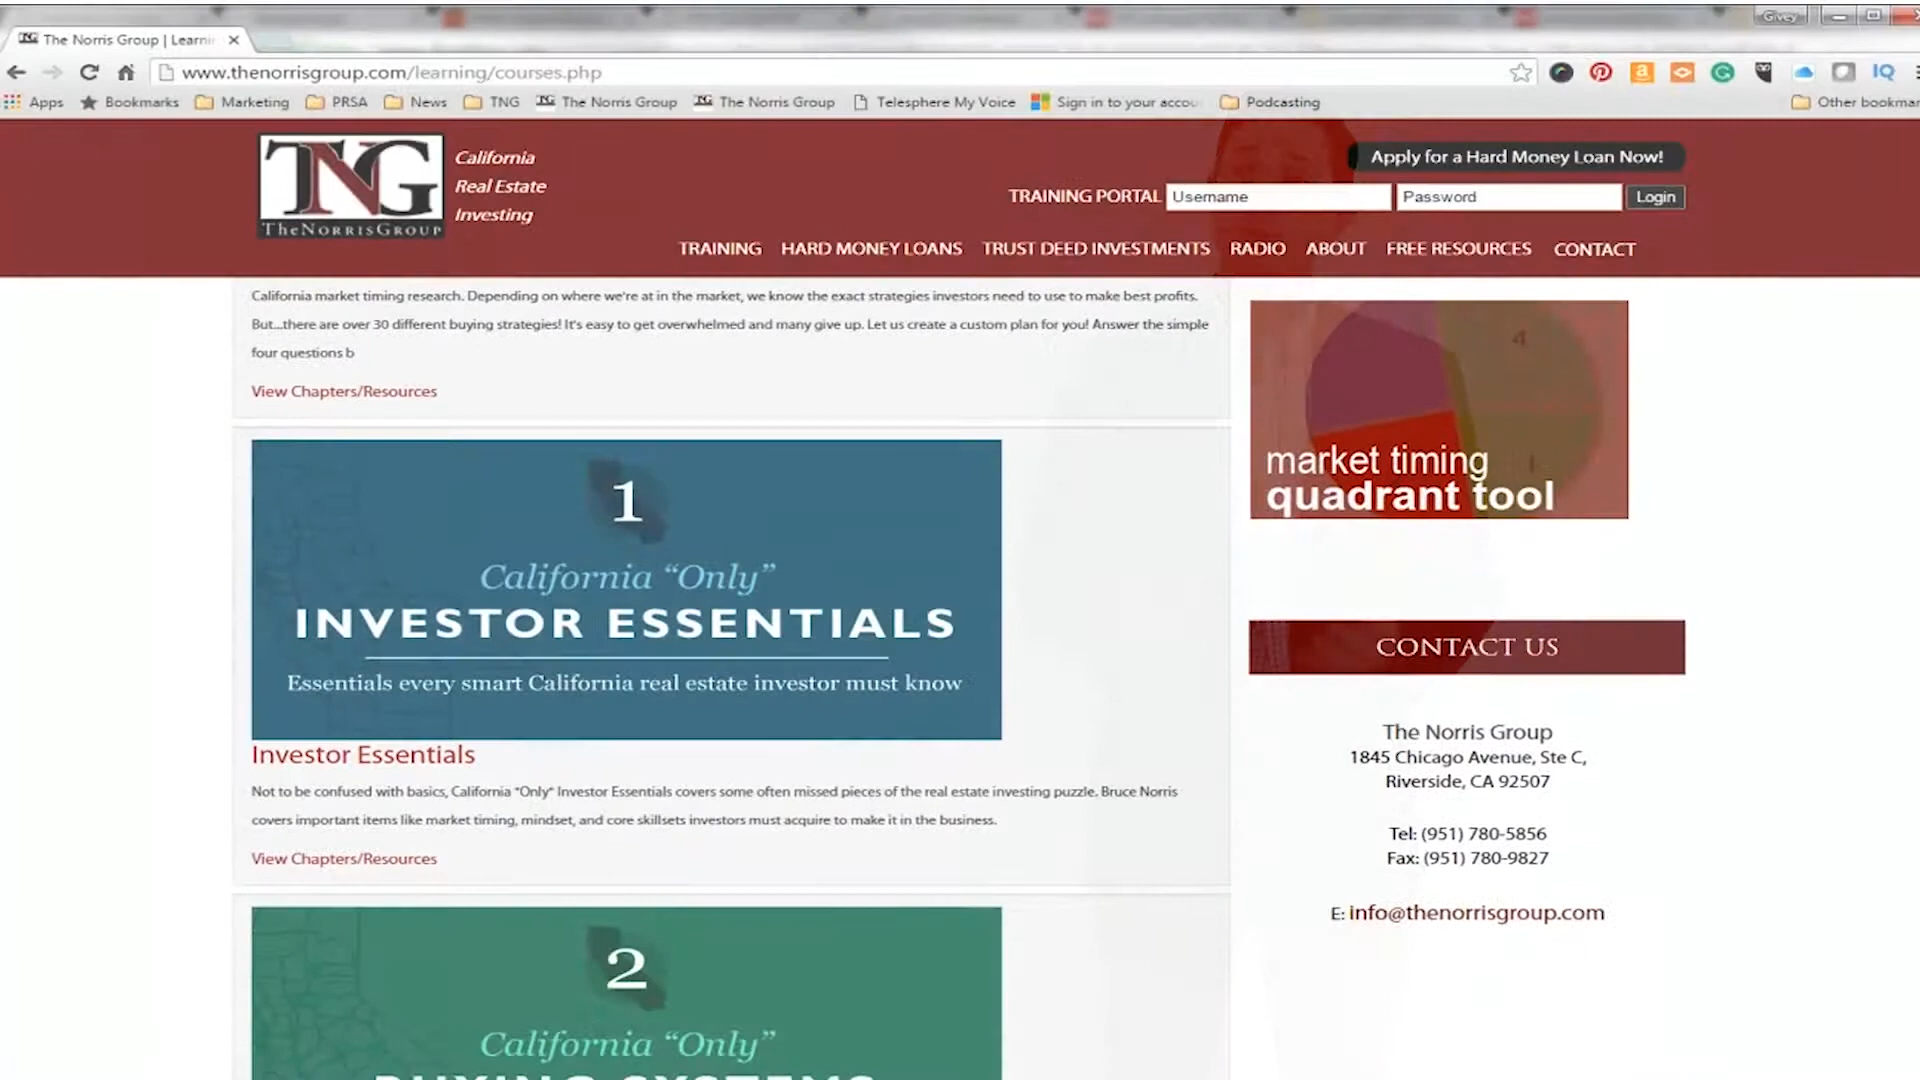 Givey
The Norris Group | Learni
www.thenorrisgroup.com/learning/courses.php
IQ
Apps Bookmarks Marketing PRSA News TNG The Norris Group The Norris Group Telesphere My Voice Sign in to your accou Podcasting Other bookmar
TNG
TheNorrisGroup
California
Real Estate
Investing
Apply for a Hard Money Loan Now!
TRAINING PORTAL Username Password Login
TRAINING HARD MONEY LOANS TRUST DEED INVESTMENTS RADIO ABOUT FREE RESOURCES CONTACT
California market timing research. Depending on where we're at in the market, we know the exact strategies investors need to use to make best profits.
But...there are over 30 different buying strategies! It's easy to get overwhelmed and many give up. Let us create a custom plan for you! Answer the simple
four questions b
View Chapters/Resources
1
California “Only”
INVESTOR ESSENTIALS
Essentials every smart California real estate investor must know
Investor Essentials
Not to be confused with basics, California "Only" Investor Essentials covers some often missed pieces of the real estate investing puzzle. Bruce Norris
covers important items like market timing, mindset, and core skillsets investors must acquire to make it in the business.
View Chapters/Resources
2
California “Only”
BUYING SYSTEMS
4
1
market timing
quadrant tool
CONTACT US
The Norris Group
1845 Chicago Avenue, Ste C,
Riverside, CA 92507
Tel: (951) 780-5856
Fax: (951) 780-9827
E: info@thenorrisgroup.com